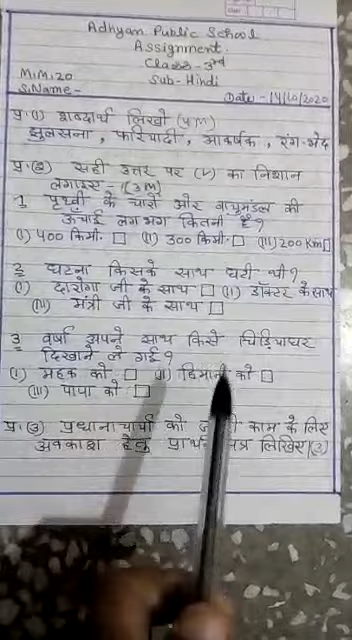 Adhyan Public School
Assignment.
Class - 3rd
M.M. 20 Sub - Hindi
S.Name - Date - 14/10/2020
प्र.(1) शब्दार्थ लिखो (4M)
झुलसना , फरियादी , आकर्षक , रंग-भेद
प्र.(2) सही उत्तर पर (✓) का निशान
लगाइए - (3M)
1 पृथ्वी के चारों ओर वायुमंडल की
ऊँचाई लगभग कितनी है?
(I) 400 किमी. □ (II) 300 किमी. □ (III) 200 Km □
2 घटना किसके साथ घटी थी?
(I) दारोगा जी के साथ □ (II) डॉक्टर के साथ
(III) मंत्री जी के साथ □
3 वर्षा अपने साथ किसे चिड़ियाघर
दिखाने ले गई?
(I) महक को □ (II) हिमानी को □
(III) पापा को □
प्र.(3) प्रधानाचार्या को काम के लिए
अवकाश हेतु लिखिए (3)